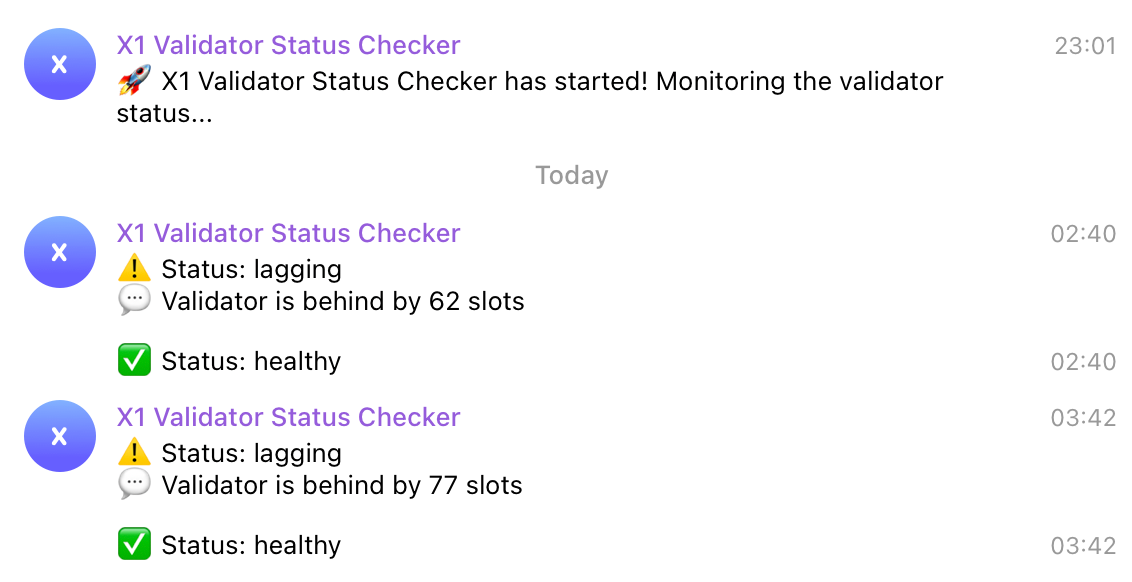 X
X1 Validator Status Checker
23:01
🚀 X1 Validator Status Checker has started! Monitoring the validator
status...
Today
X
X1 Validator Status Checker
02:40
⚠️ Status: lagging
💬 Validator is behind by 62 slots
✅ Status: healthy
02:40
X
X1 Validator Status Checker
03:42
⚠️ Status: lagging
💬 Validator is behind by 77 slots
✅ Status: healthy
03:42